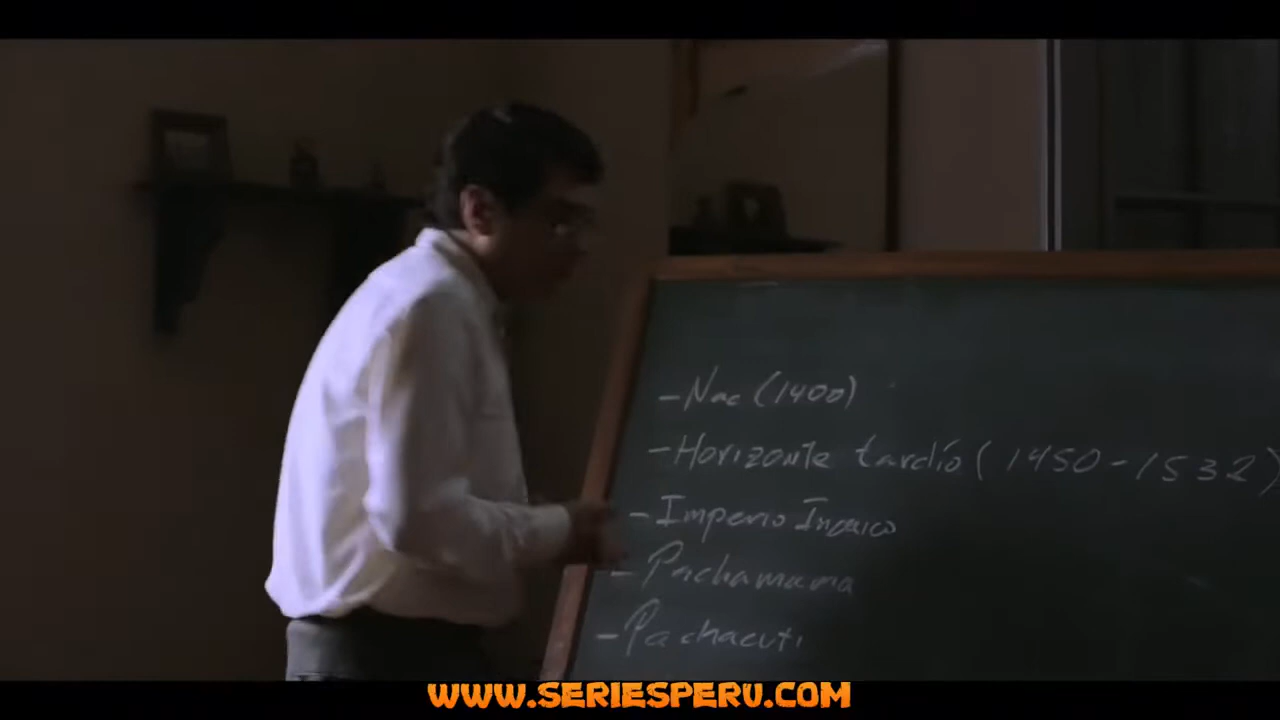 - Nac (1400)
- Horizonte tardío (1450-1532)
- Imperio Incaico
- Pachamama
- Pachacuti
WWW.SERIESPERU.COM